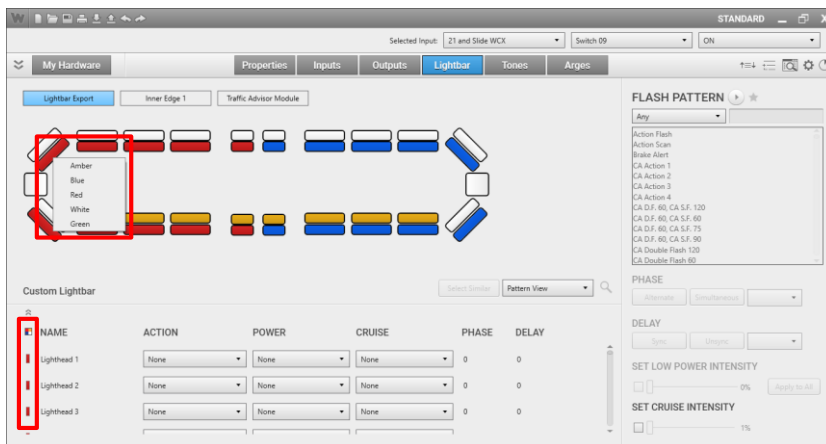 W STANDARD
Selected Input: 21 and Slide WCX Switch 09 ON
My Hardware Properties Inputs Outputs Lightbar Tones Arges
Lightbar Export Inner Edge 1 Traffic Advisor Module
Amber
Blue
Red
White
Green
Custom Lightbar Select Similar Pattern View
NAME ACTION POWER CRUISE PHASE DELAY
Lighthead 1 None None None 0 0
Lighthead 2 None None None 0 0
Lighthead 3 None None None 0 0
FLASH PATTERN
Any
Action Flash
Action Scan
Brake Alert
CA Action 1
CA Action 2
CA Action 3
CA Action 4
CA D.F. 60, CA S.F. 120
CA D.F. 60, CA S.F. 60
CA D.F. 60, CA S.F. 75
CA D.F. 60, CA S.F. 90
CA Double Flash 120
CA Double Flash 60
PHASE
Alternate Simultaneous
DELAY
Sync Unsync
SET LOW POWER INTENSITY
0% Apply to All
SET CRUISE INTENSITY
1%